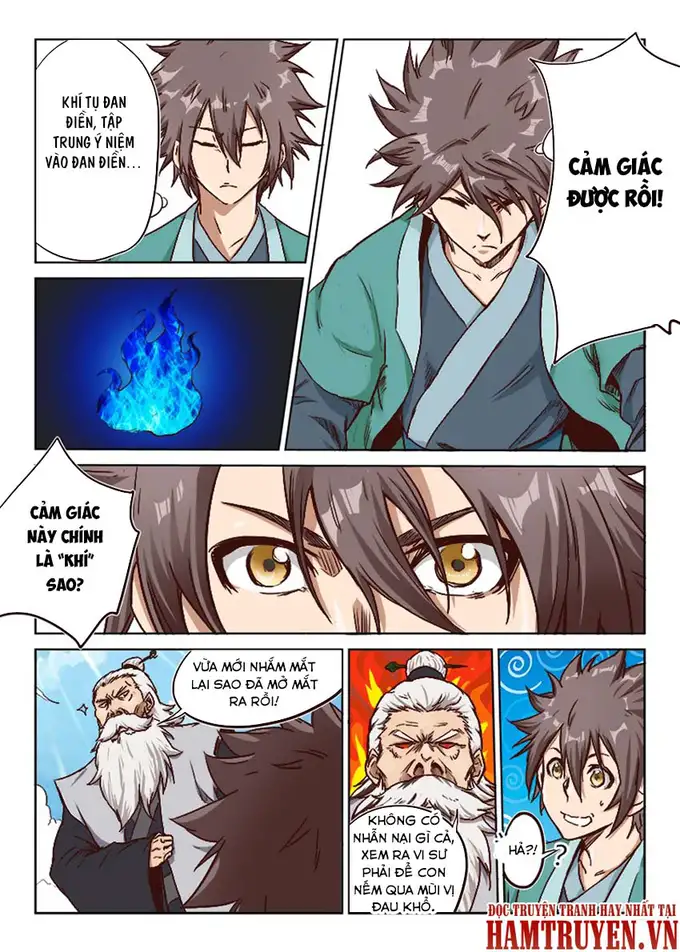 KHÍ TỤ ĐAN
ĐIỀN, TẬP
TRUNG Ý NIỆM
VÀO ĐAN ĐIỀN...
CẢM GIÁC
ĐƯỢC RỒI!
CẢM GIÁC
NÀY CHÍNH
LÀ "KHÍ"
SAO?
VỪA MỚI NHẮM MẮT
LẠI SAO ĐÃ MỞ MẮT
RA RỒI!
KHÔNG CÓ
NHẪN NẠI GÌ CẢ,
XEM RA VI SƯ
PHẢI ĐỂ CON
NẾM QUA MÙI VỊ
ĐAU KHỔ.
HẢ?!
?
ĐỌC TRUYỆN TRANH HAY NHẤT TẠI
HAMTRUYEN.VN